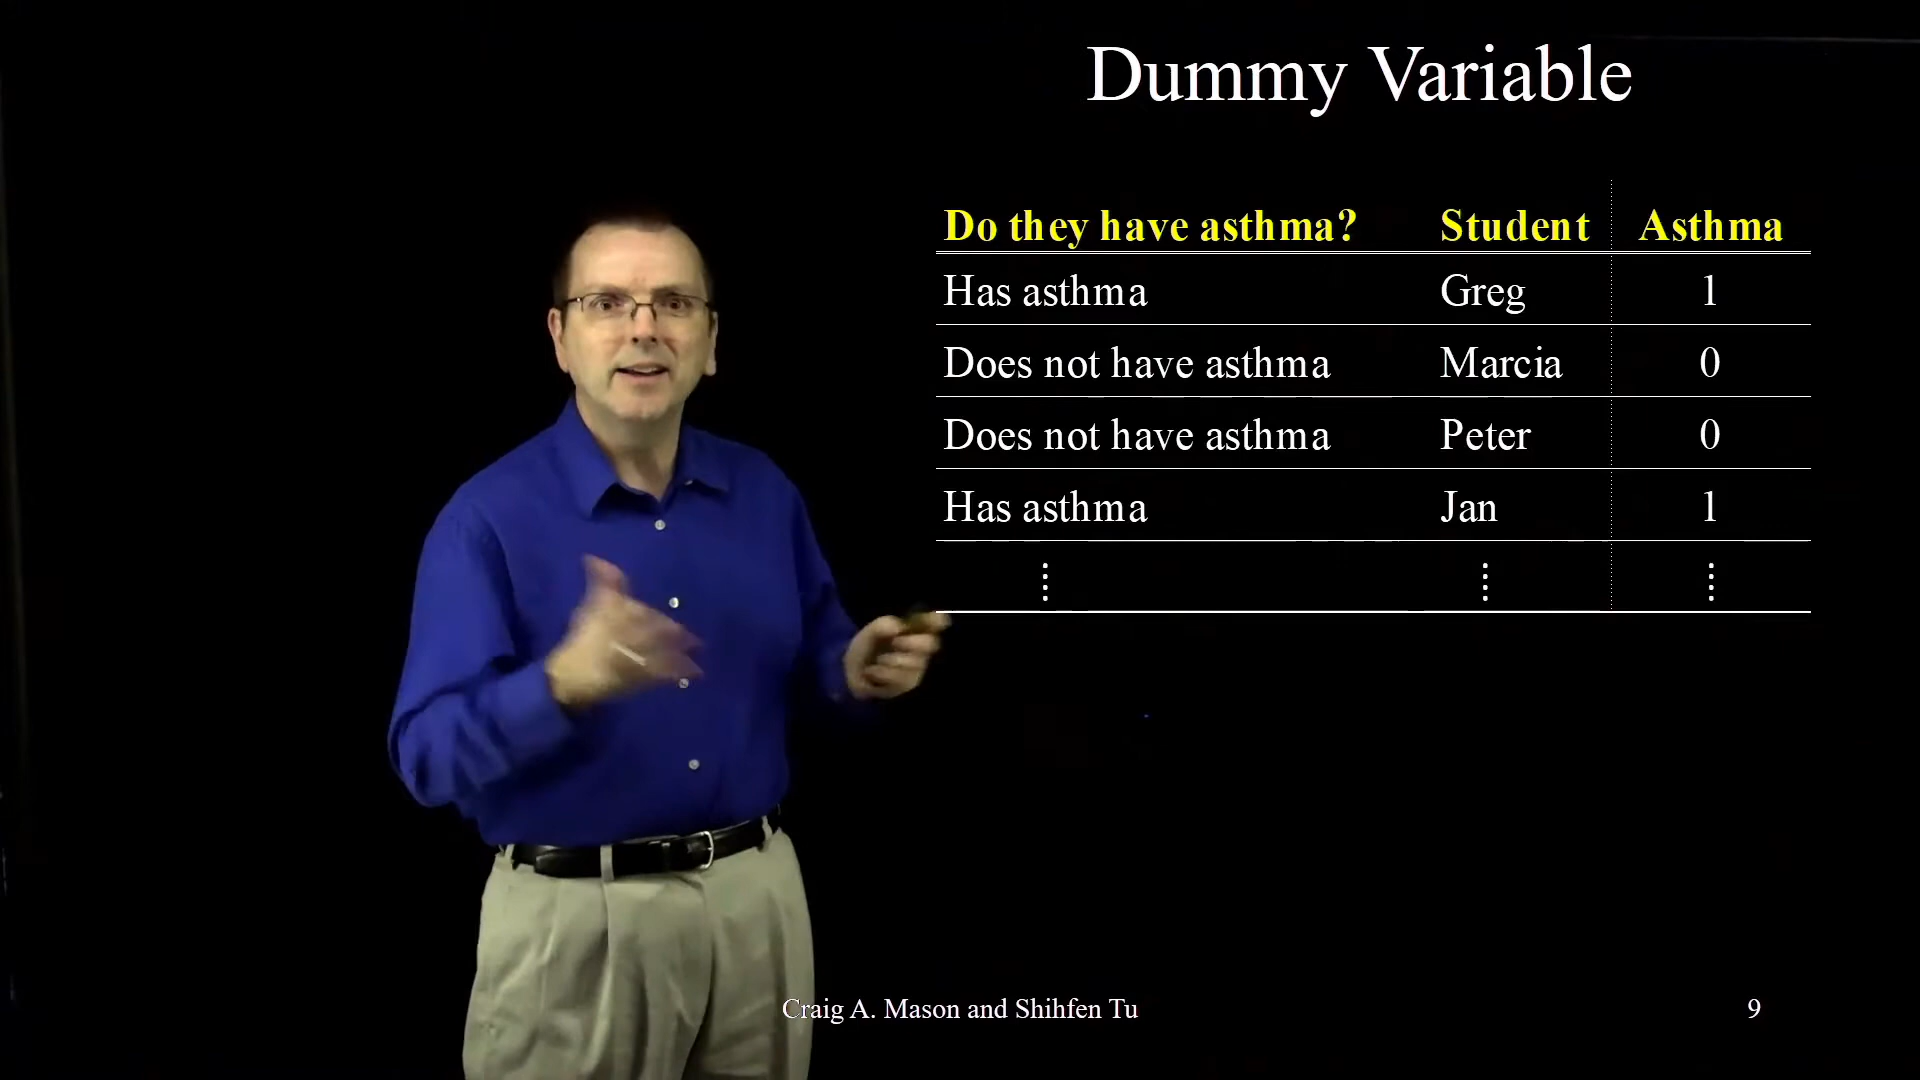 Dummy Variable
Do they have asthma? Student Asthma
Has asthma Greg 1
Does not have asthma Marcia 0
Does not have asthma Peter 0
Has asthma Jan 1
Craig A. Mason and Shihfen Tu 9